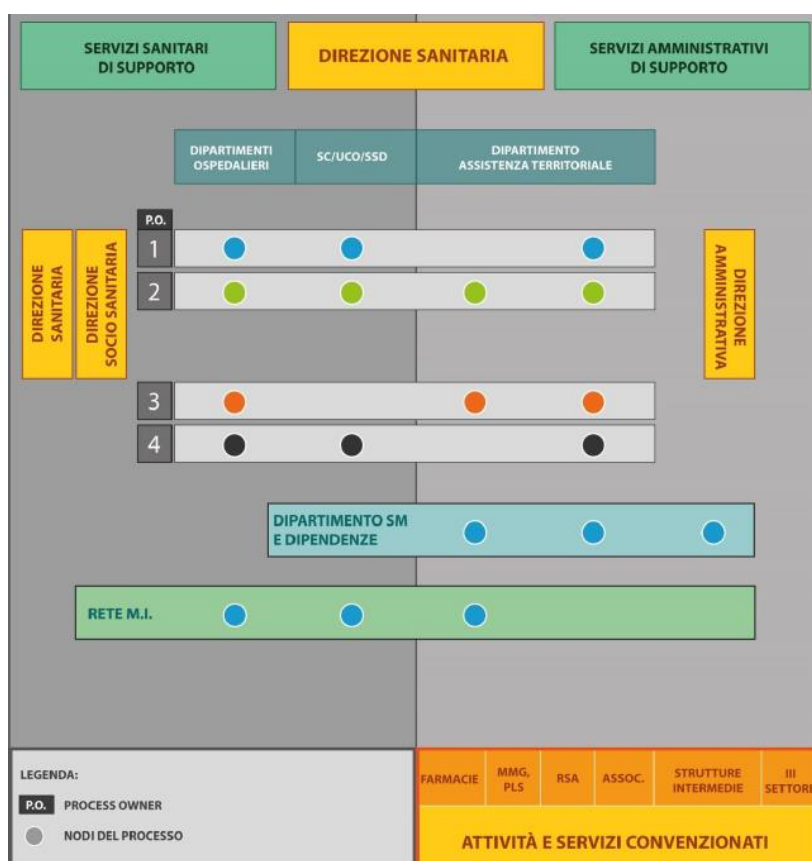 SERVIZI SANITARI
DI SUPPORTO
DIREZIONE SANITARIA
SERVIZI AMMINISTRATIVI
DI SUPPORTO
DIPARTIMENTI
OSPEDALIERI
SC/UCO/SSD
DIPARTIMENTO
ASSISTENZA TERRITORIALE
P.O.
1
2
DIREZIONE
SANITARIA
DIREZIONE
SOCIO SANITARIA
DIREZIONE
AMMINISTRATIVA
3
4
DIPARTIMENTO SM
E DIPENDENZE
RETE M.I.
LEGENDA:
P.O. PROCESS OWNER
NODI DEL PROCESSO
FARMACIE
MMG,
PLS
RSA
ASSOC.
STRUTTURE
INTERMEDIE
III
SETTORE
ATTIVITÀ E SERVIZI CONVENZIONATI